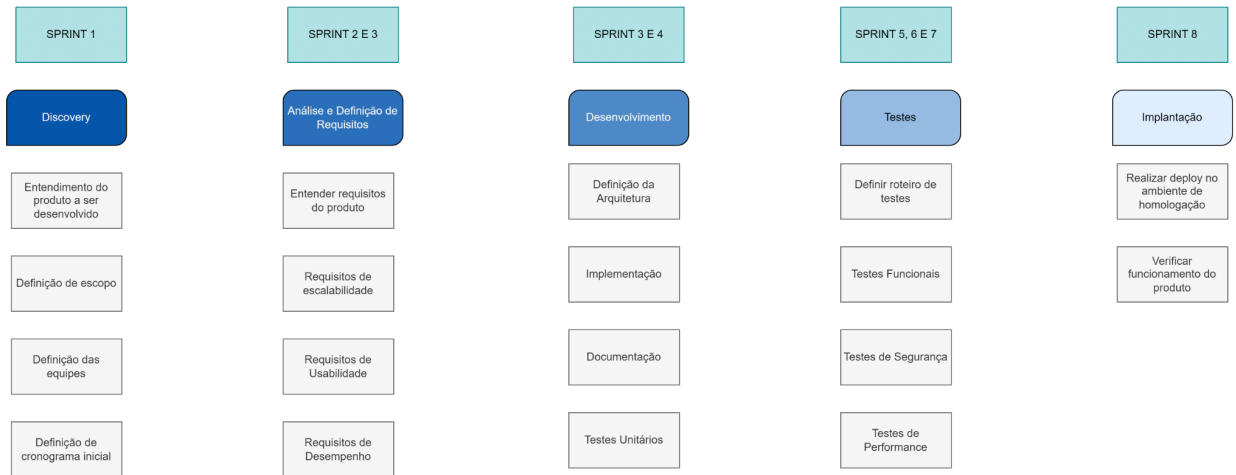 SPRINT 1
SPRINT 2 E 3
SPRINT 3 E 4
SPRINT 5, 6 E 7
SPRINT 8
Discovery
Análise e Definição de
Requisitos
Desenvolvimento
Testes
Implantação
Entendimento do
produto a ser
desenvolvido
Entender requisitos
do produto
Definição da
Arquitetura
Definir roteiro de
testes
Realizar deploy no
ambiente de
homologação
Definição de escopo
Requisitos de
escalabilidade
Implementação
Testes Funcionais
Verificar
funcionamento do
produto
Definição das
equipes
Requisitos de
Usabilidade
Documentação
Testes de Segurança
Definição de
cronograma inicial
Requisitos de
Desempenho
Testes Unitários
Testes de
Performance